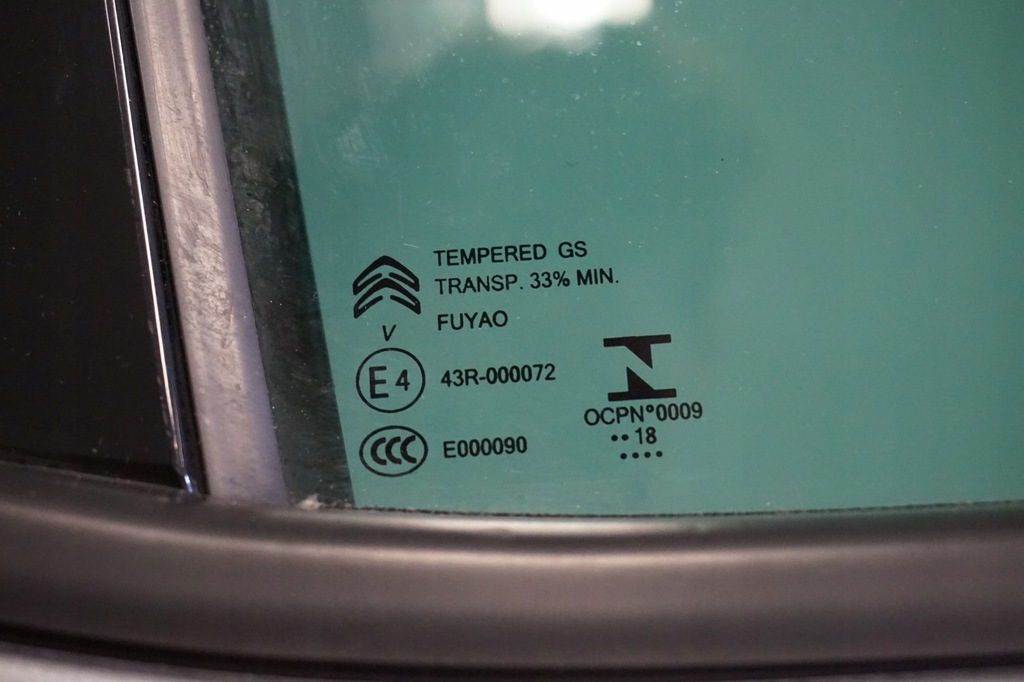 TEMPERED GS
TRANSP. 33% MIN.
FUYAO
V
E4 43R-000072
CCC E000090
OCPN°0009
••18
••••